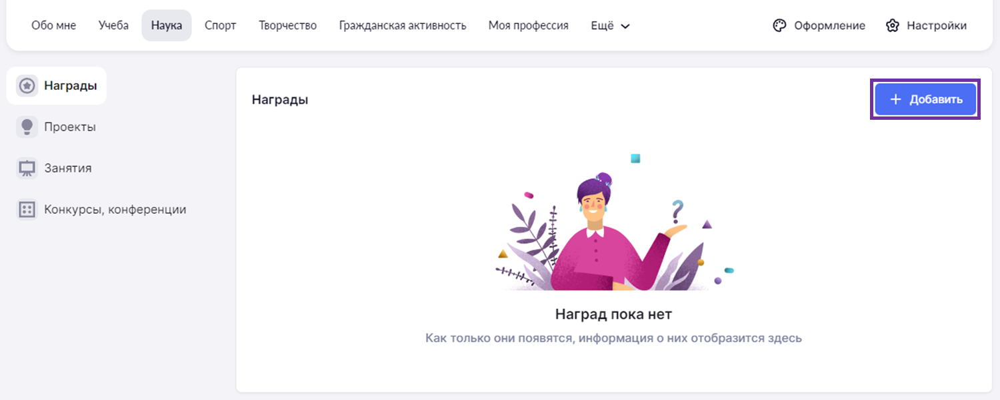 Обо мне Учеба Наука Спорт Творчество Гражданская активность Моя профессия Ещё Оформление Настройки
Награды
Проекты
Занятия
Конкурсы, конференции
Награды
+ Добавить
?
Наград пока нет
Как только они появятся, информация о них отобразится здесь